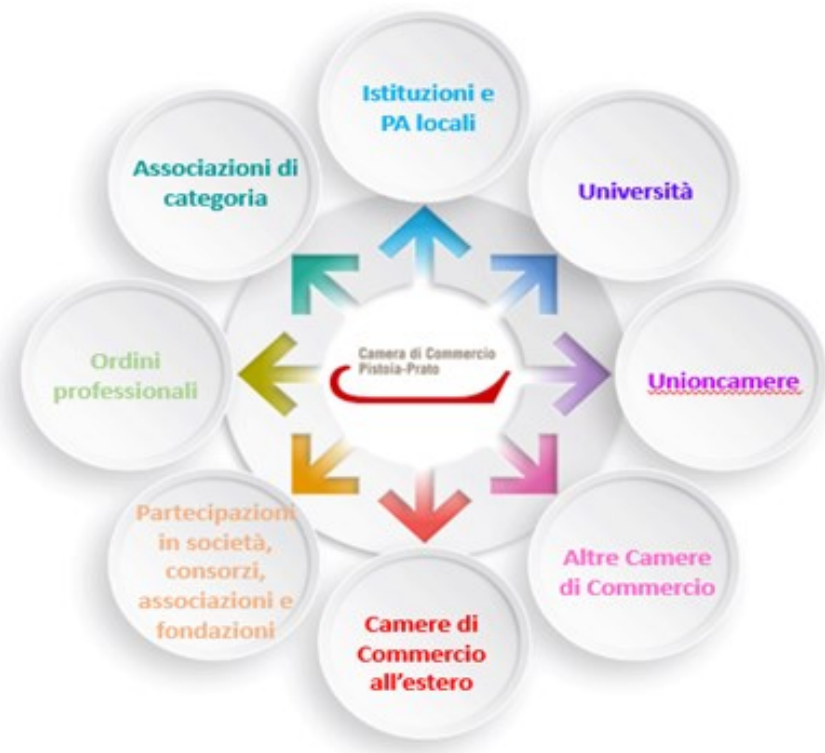 Istituzioni e
PA locali
Università
Unioncamere
Altre Camere
di Commercio
Camere di
Commercio
all'estero
Partecipazioni
in società,
consorzi,
associazioni e
fondazioni
Ordini
professionali
Associazioni di
categoria
Camera di Commercio
Pistoia-Prato